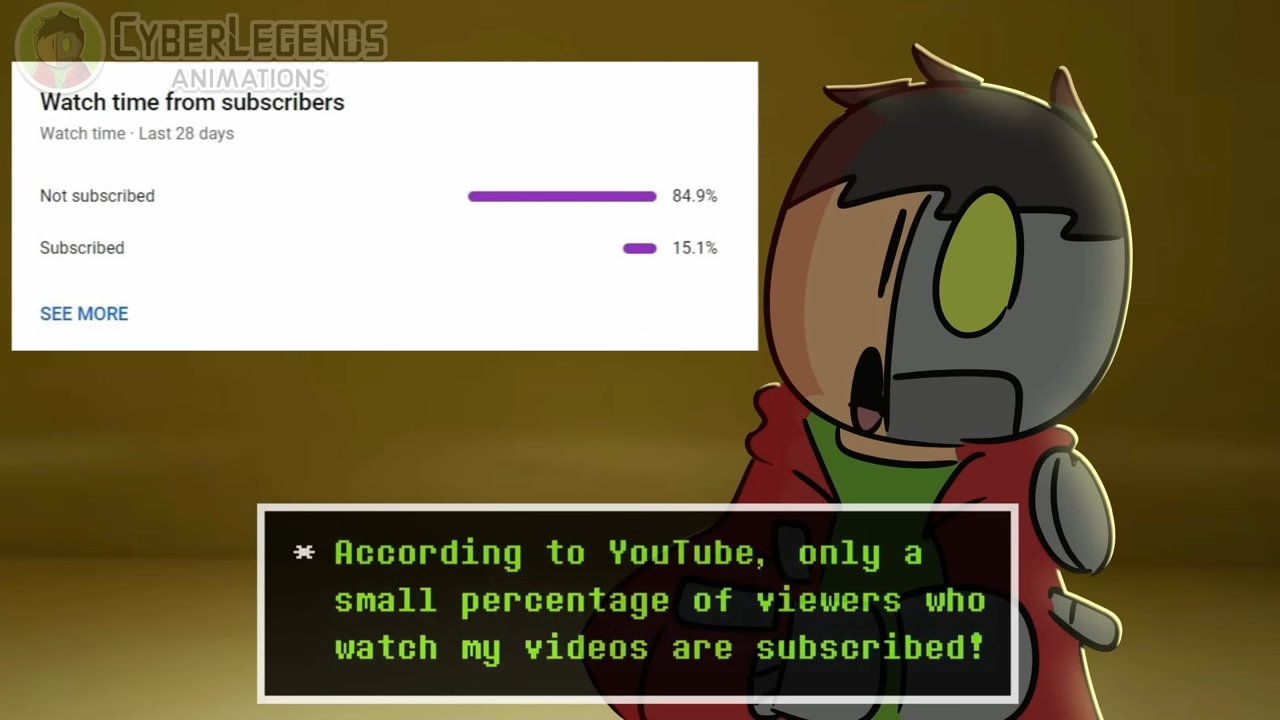 CYBERLEGENDS
ANIMATIONS
Watch time from subscribers
Watch time · Last 28 days
Not subscribed 84.9%
Subscribed 15.1%
SEE MORE
* According to YouTube, only a
small percentage of viewers who
watch my videos are subscribed!